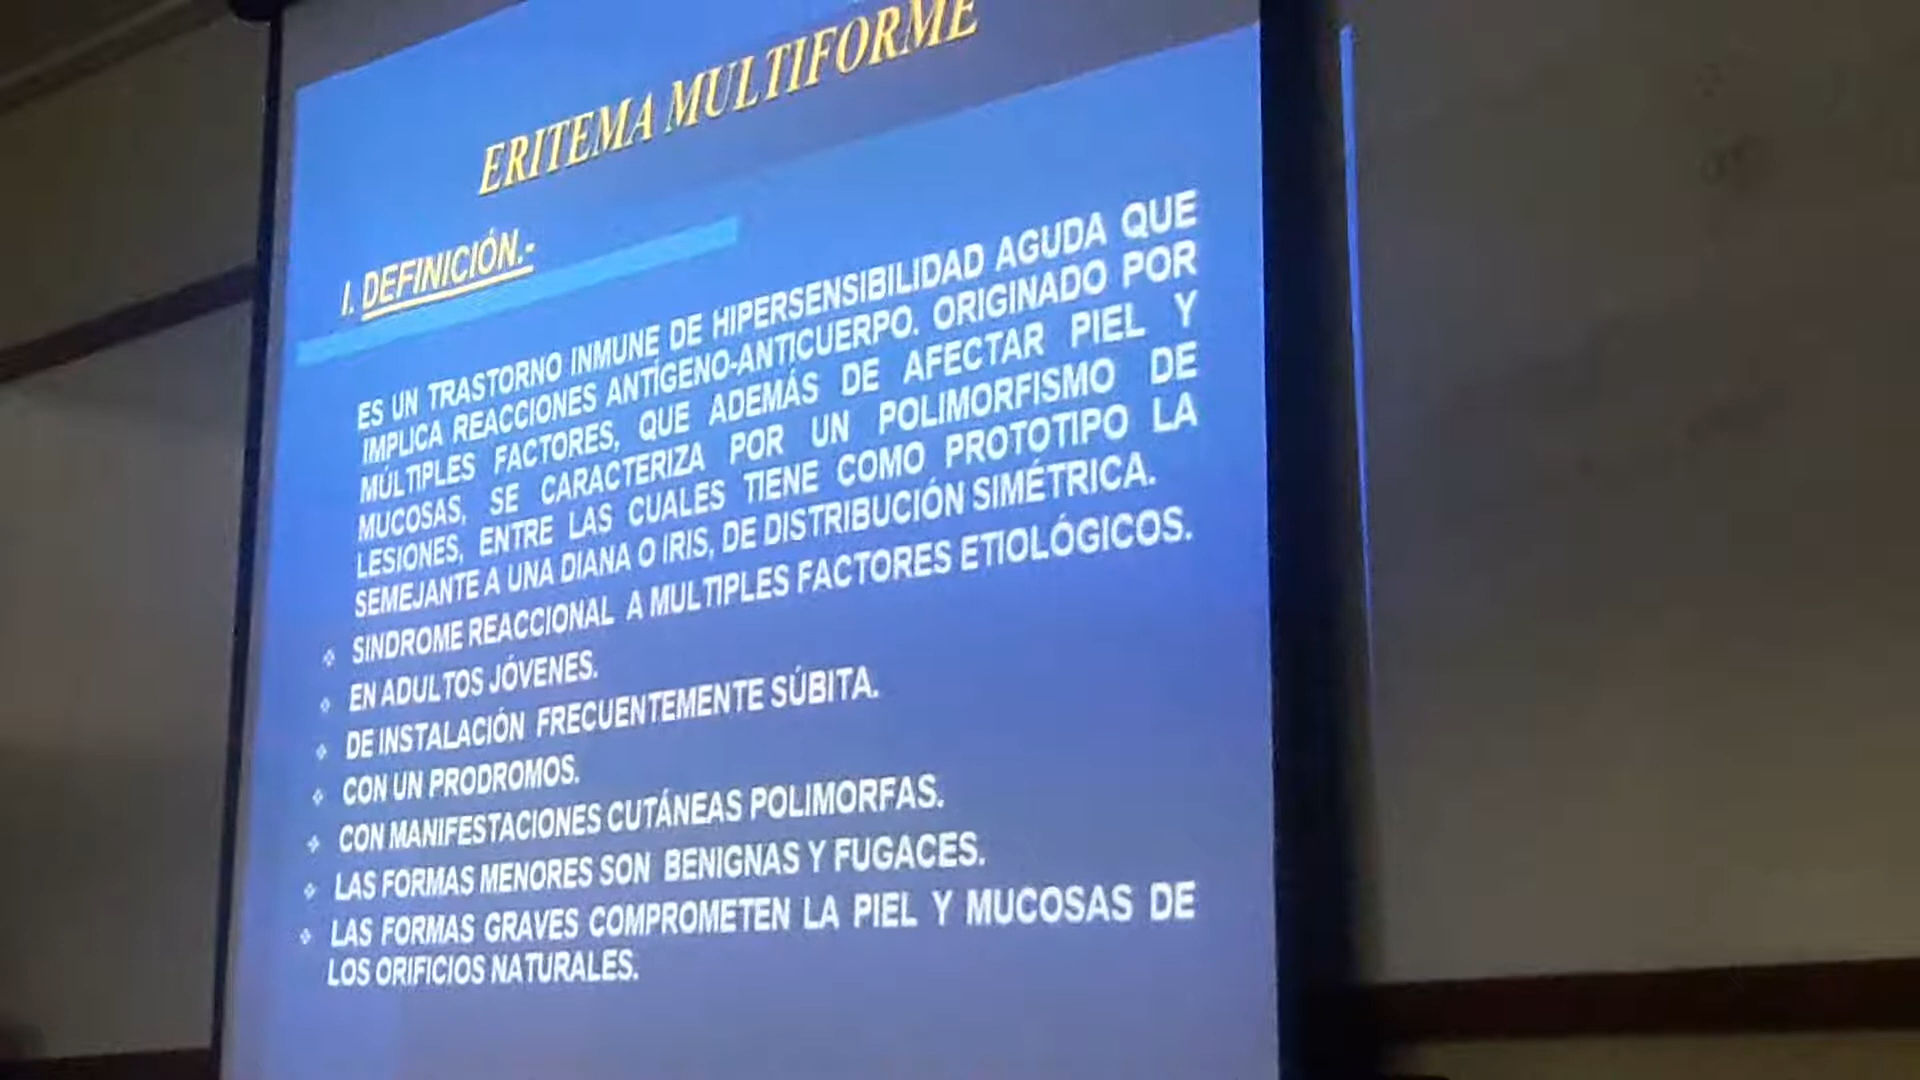 ERITEMA MULTIFORME
I. DEFINICIÓN.-
ES UN TRASTORNO INMUNE DE HIPERSENSIBILIDAD AGUDA QUE
IMPLICA REACCIONES ANTÍGENO-ANTICUERPO. ORIGINADO POR
MÚLTIPLES FACTORES, QUE ADEMÁS DE AFECTAR PIEL Y
MUCOSAS, SE CARACTERIZA POR UN POLIMORFISMO DE
LESIONES, ENTRE LAS CUALES TIENE COMO PROTOTIPO LA
SEMEJANTE A UNA DIANA O IRIS, DE DISTRIBUCIÓN SIMÉTRICA.
SINDROME REACCIONAL A MULTIPLES FACTORES ETIOLÓGICOS.
EN ADULTOS JÓVENES.
DE INSTALACIÓN FRECUENTEMENTE SÚBITA.
CON UN PRODROMOS.
CON MANIFESTACIONES CUTÁNEAS POLIMORFAS.
LAS FORMAS MENORES SON BENIGNAS Y FUGACES.
LAS FORMAS GRAVES COMPROMETEN LA PIEL Y MUCOSAS DE
LOS ORIFICIOS NATURALES.